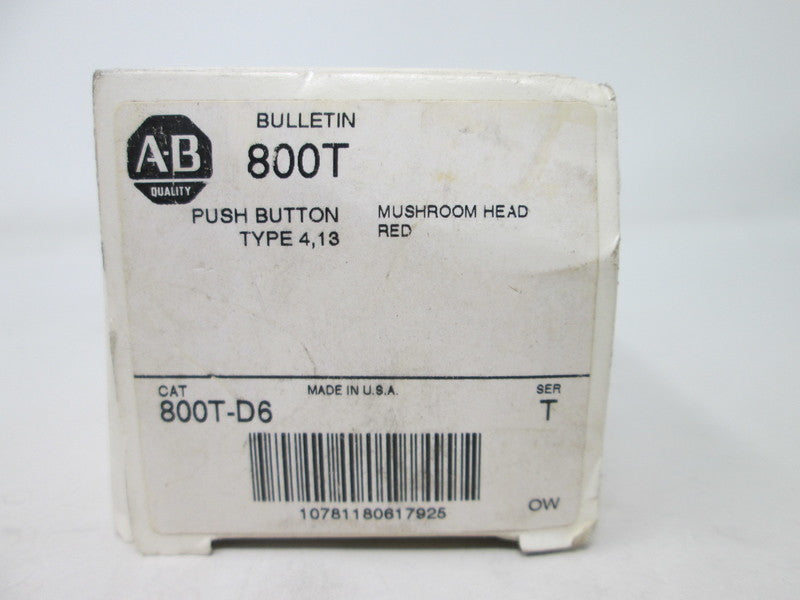 A-B
QUALITY
BULLETIN
800T
PUSH BUTTON
TYPE 4,13
MUSHROOM HEAD
RED
CAT
800T-D6
MADE IN U.S.A.
SER
T
10781180617925
OW